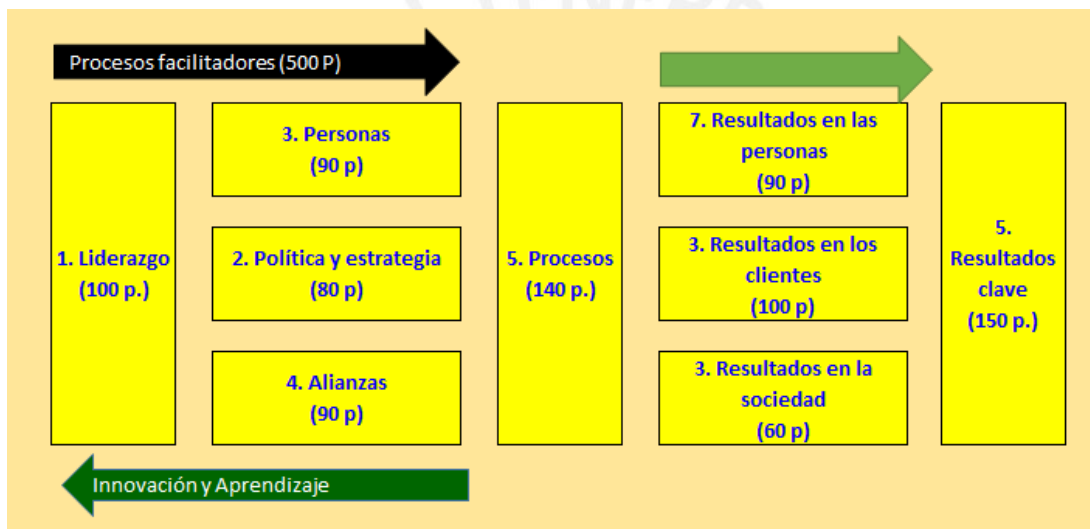 Procesos facilitadores (500 P)
1. Liderazgo
(100 p.)
3. Personas
(90 p)
2. Política y estrategia
(80 p)
4. Alianzas
(90 p)
5. Procesos
(140 p.)
7. Resultados en las
personas
(90 p)
3. Resultados en los
clientes
(100 p)
3. Resultados en la
sociedad
(60 p)
5.
Resultados
clave
(150 p.)
Innovación y Aprendizaje